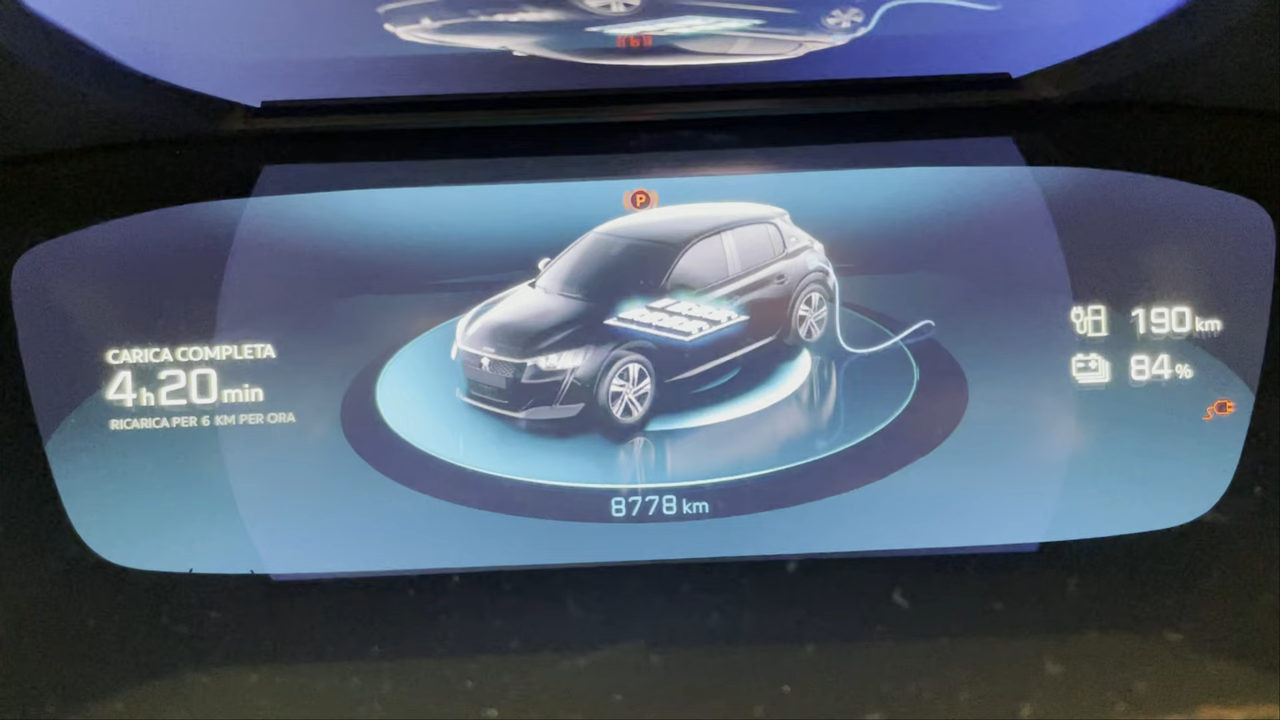 P
CARICA COMPLETA
4h20min
RICARICA PER 6 KM PER ORA
190km
84%
8778 km